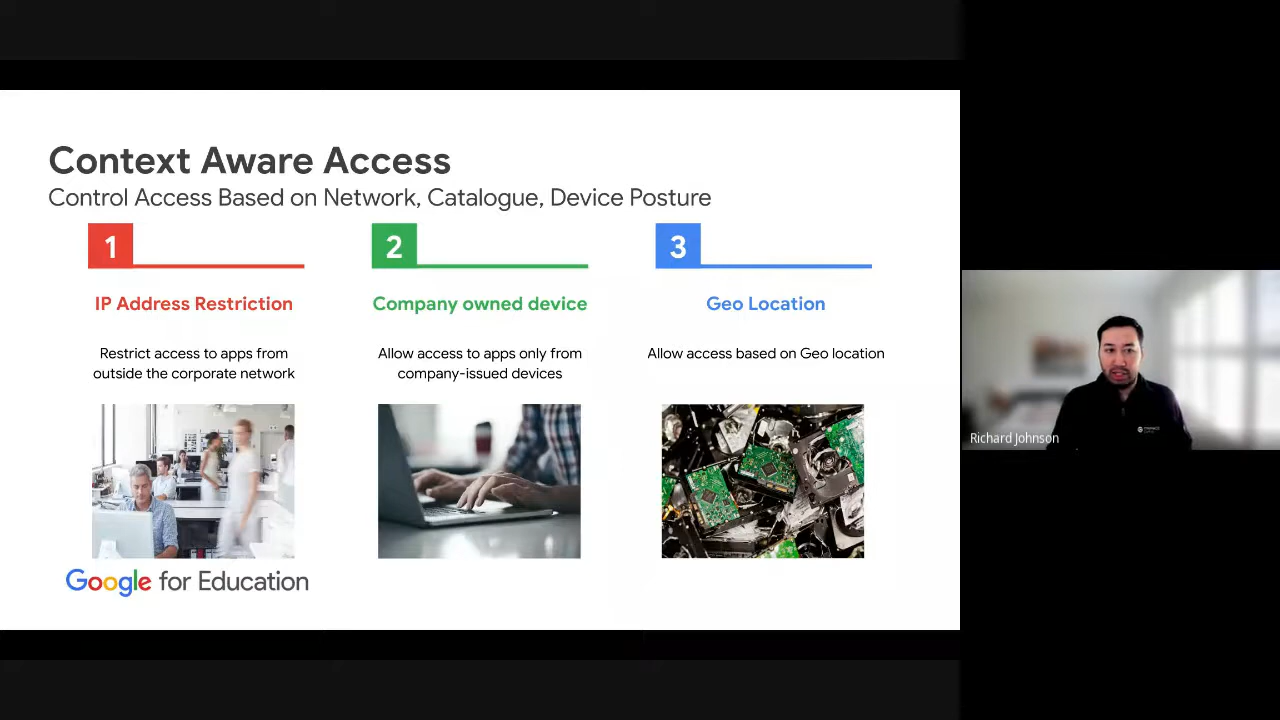 Context Aware Access
Control Access Based on Network, Catalogue, Device Posture
1
IP Address Restriction
Restrict access to apps from
outside the corporate network
2
Company owned device
Allow access to apps only from
company-issued devices
3
Geo Location
Allow access based on Geo location
Google for Education
Richard Johnson